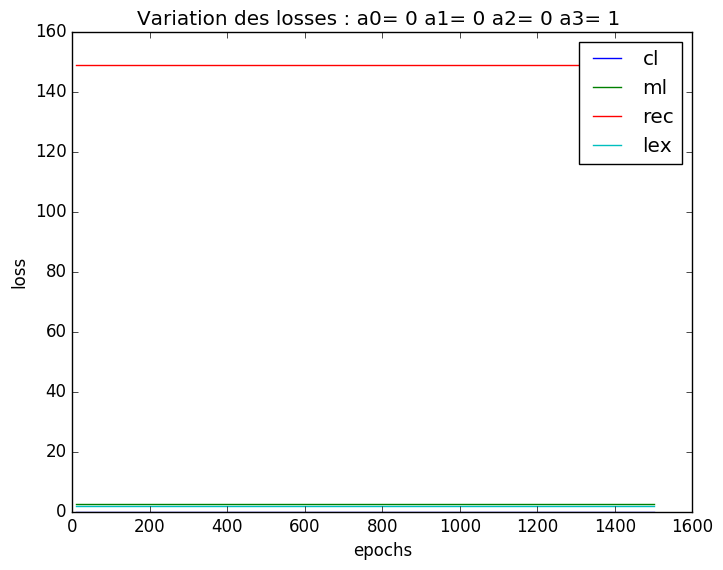 Variation des losses : a0= 0 a1= 0 a2= 0 a3= 1
160
140
120
100
80
60
40
20
0
loss
cl
ml
rec
lex
0 200 400 600 800 1000 1200 1400 1600
epochs